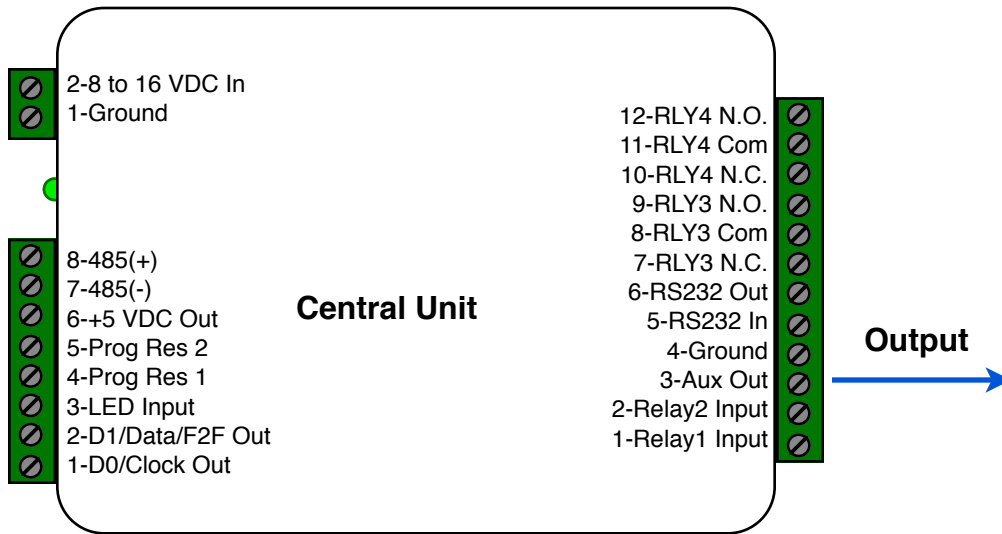 2-8 to 16 VDC In
1-Ground
8-485(+)
7-485(-)
6-+5 VDC Out
5-Prog Res 2
4-Prog Res 1
3-LED Input
2-D1/Data/F2F Out
1-D0/Clock Out
Central Unit
12-RLY4 N.O.
11-RLY4 Com
10-RLY4 N.C.
9-RLY3 N.O.
8-RLY3 Com
7-RLY3 N.C.
6-RS232 Out
5-RS232 In
4-Ground
3-Aux Out
2-Relay2 Input
1-Relay1 Input
Output